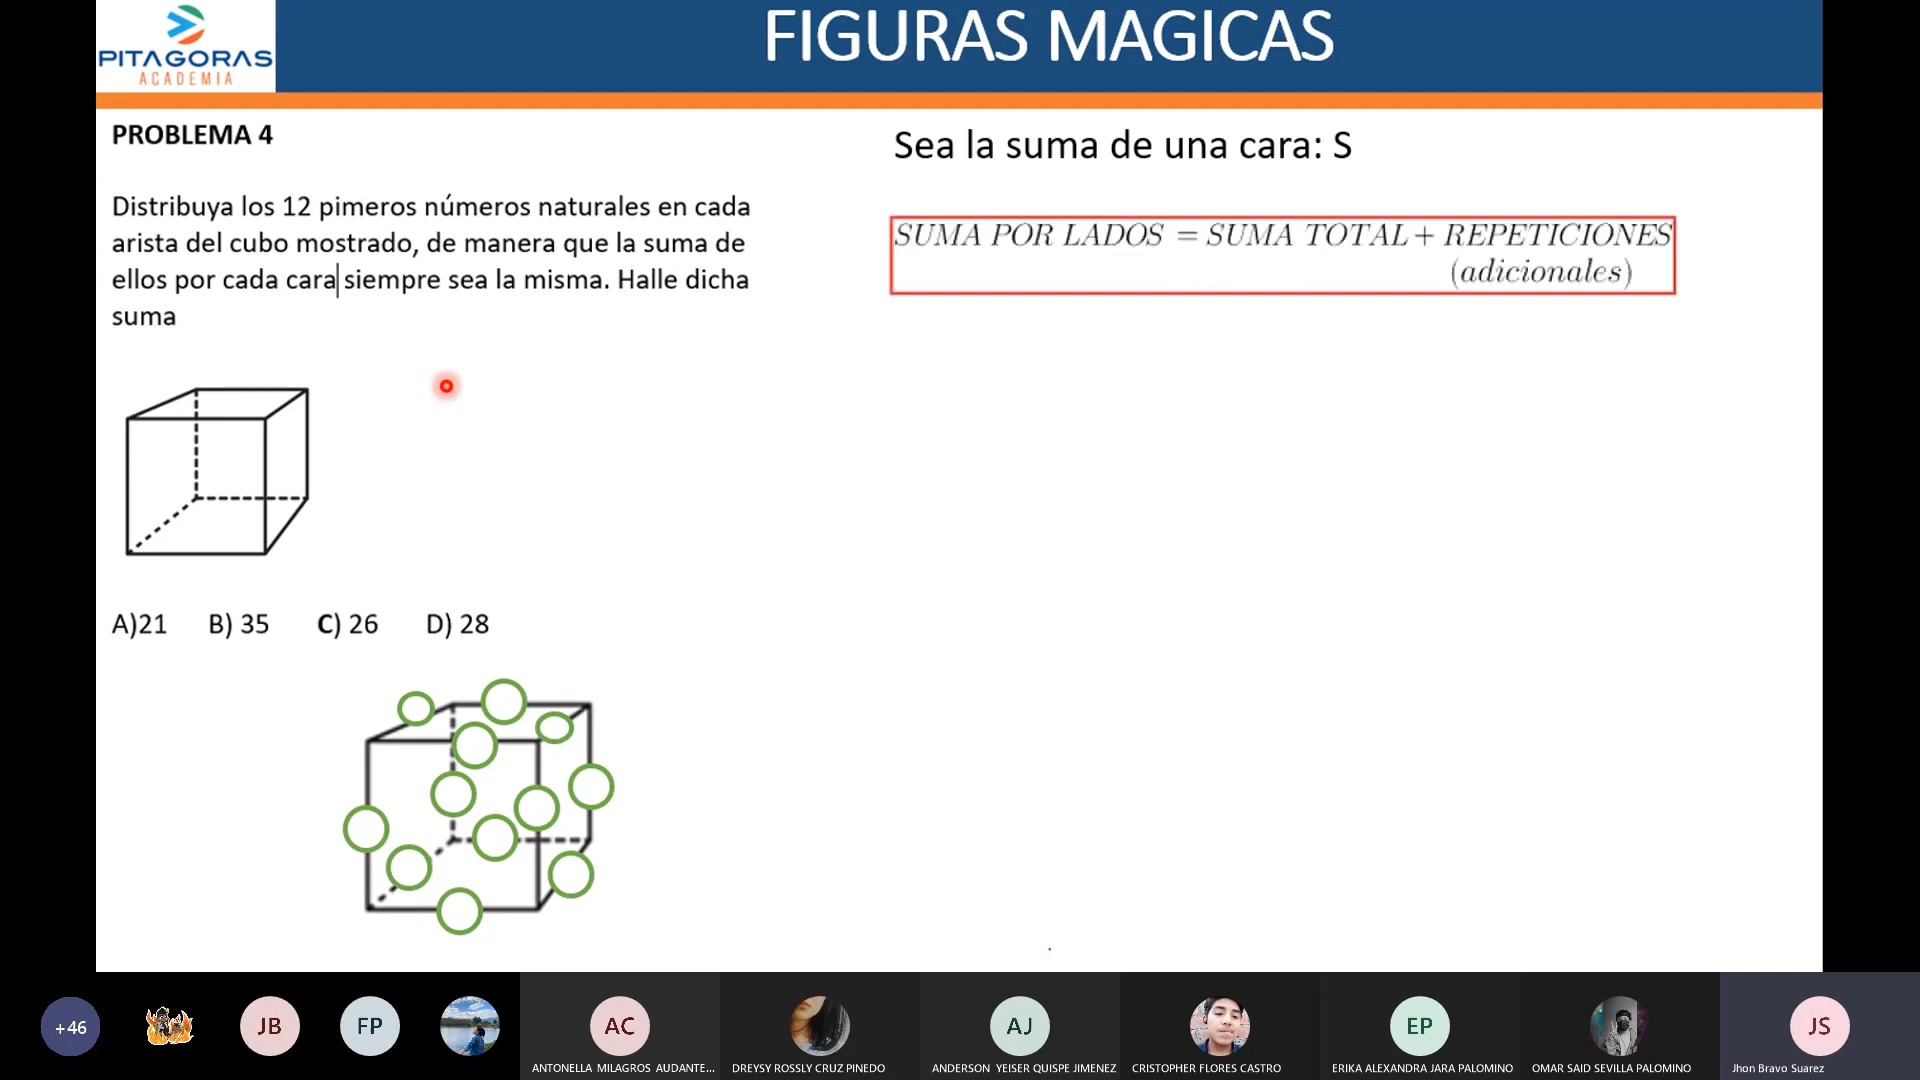 PITAGORAS
ACADEMIA
FIGURAS MAGICAS
PROBLEMA 4
Distribuya los 12 pimeros números naturales en cada
arista del cubo mostrado, de manera que la suma de
ellos por cada cara siempre sea la misma. Halle dicha
suma
A)21 B) 35 C) 26 D) 28
Sea la suma de una cara: S
SUMA POR LADOS = SUMA TOTAL + REPETICIONES
(adicionales)
+46
JB
FP
AC
AJ
EP
JS
ANTONELLA MILAGROS AUDANTE...
DREYSY ROSSLY CRUZ PINEDO
ANDERSON YEISER QUISPE JIMENEZ
CRISTOPHER FLORES CASTRO
ERIKA ALEXANDRA JARA PALOMINO
OMAR SAID SEVILLA PALOMINO
Jhon Bravo Suarez